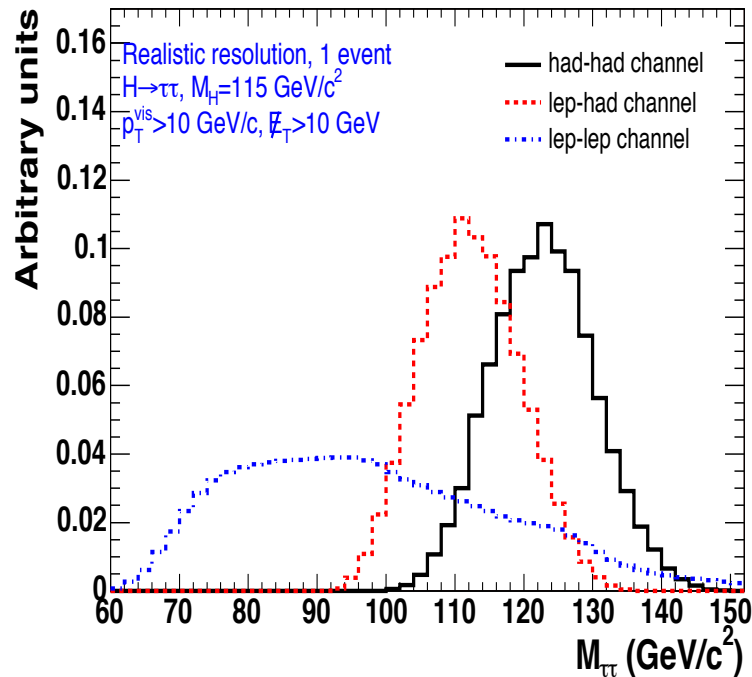 Arbitrary units
0.16
0.14
0.12
0.1
0.08
0.06
0.04
0.02
0
Realistic resolution, 1 event
H→ττ, M_H=115 GeV/c²
p_T^vis>10 GeV/c, E̸_T>10 GeV
had-had channel
lep-had channel
lep-lep channel
60 70 80 90 100 110 120 130 140 150
M_ττ (GeV/c²)